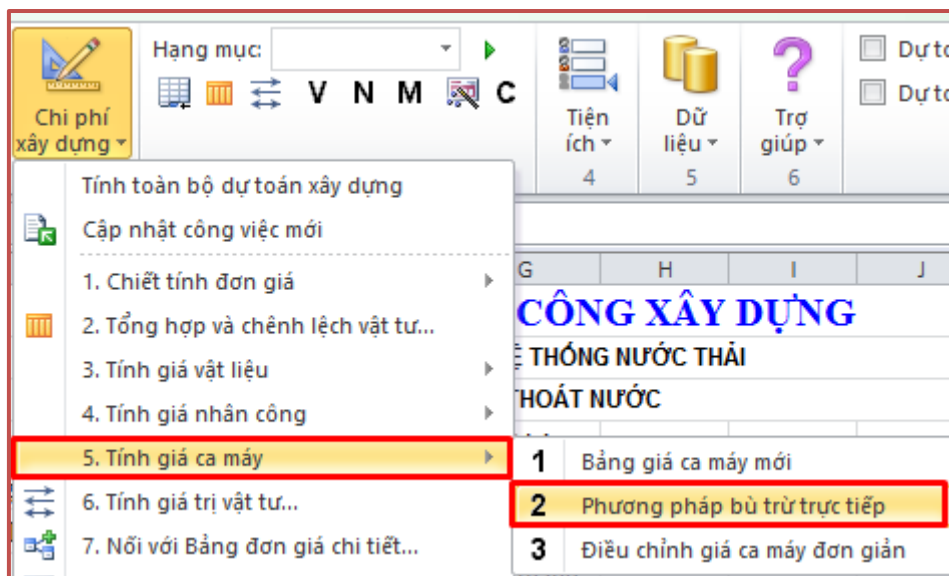 Chi phí
xây dựng
Hạng mục:
V N M C
Tiện
ích
4
Dữ
liệu
5
Trợ
giúp
6
Dự
Dự
Tính toàn bộ dự toán xây dựng
Cập nhật công việc mới
1. Chiết tính đơn giá
2. Tổng hợp và chênh lệch vật tư...
3. Tính giá vật liệu
4. Tính giá nhân công
5. Tính giá ca máy
6. Tính giá trị vật tư...
7. Nối với Bảng đơn giá chi tiết...
G H I J
CÔNG XÂY DỰNG
THỐNG NƯỚC THẢI
THOÁT NƯỚC
1 Bảng giá ca máy mới
2 Phương pháp bù trừ trực tiếp
3 Điều chỉnh giá ca máy đơn giản